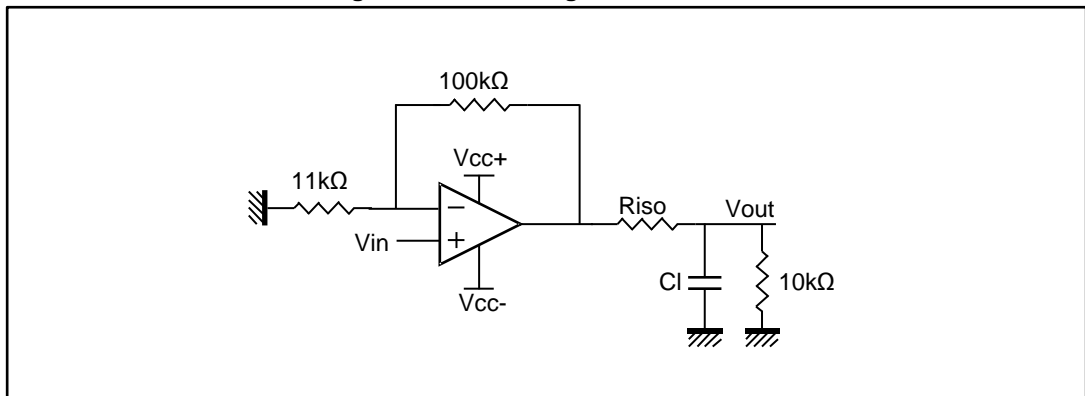 100kΩ
Vcc+
11kΩ
−
Riso
Vout
Vin
+
Cl
10kΩ
Vcc-